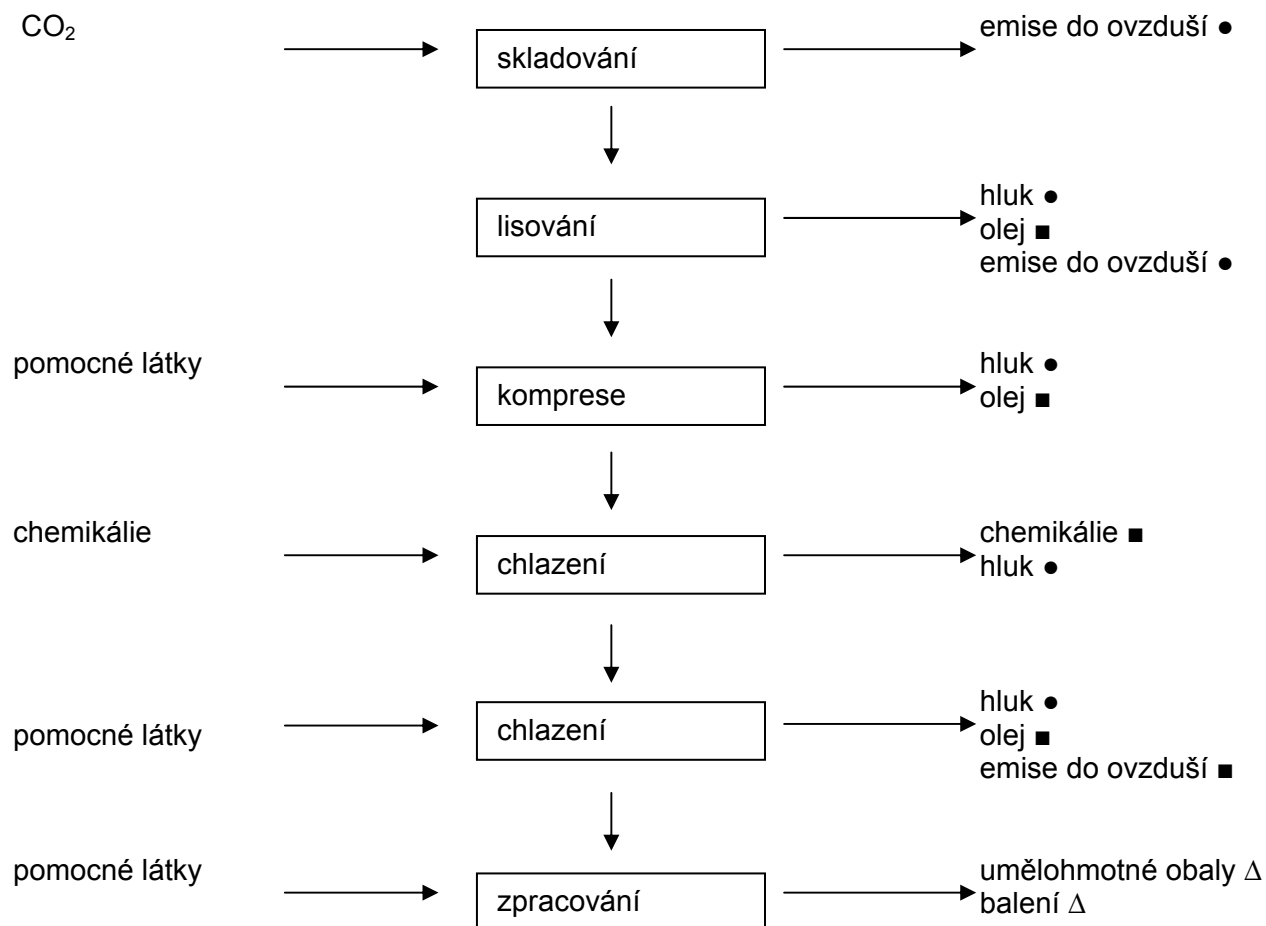 CO₂
emise do ovzduší ●
skladování
hluk ●
lisování
olej ■
emise do ovzduší ●
pomocné látky
hluk ●
komprese
olej ■
chemikálie
chemikálie ■
chlazení
hluk ●
pomocné látky
chlazení
hluk ●
olej ■
emise do ovzduší ■
pomocné látky
zpracování
umělohmotné obaly ∆
balení ∆